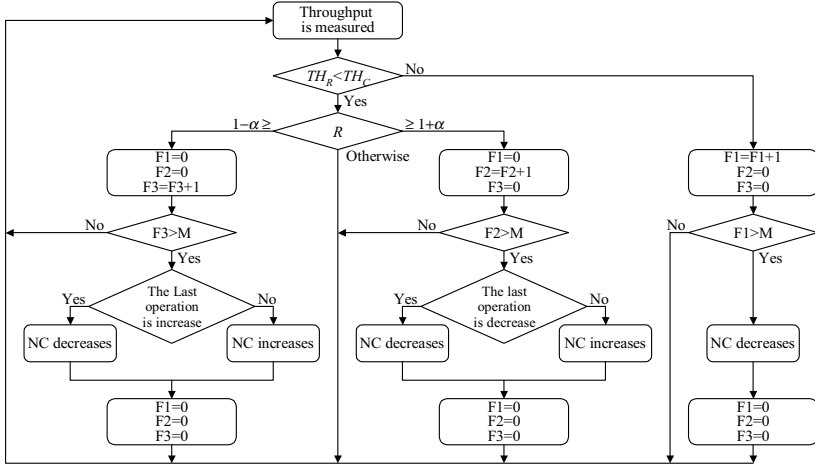 Throughput
is measured
TH_R<TH_C
No
Yes
1−α ≥
R
≥ 1+α
Otherwise
F1=0
F2=0
F3=F3+1
F1=0
F2=F2+1
F3=0
F1=F1+1
F2=0
F3=0
No
F3>M
Yes
No
F2>M
Yes
No
F1>M
Yes
Yes
The Last
operation
is increase
No
Yes
The last
operation
is decrease
No
NC decreases
NC increases
NC decreases
NC increases
NC decreases
F1=0
F2=0
F3=0
F1=0
F2=0
F3=0
F1=0
F2=0
F3=0